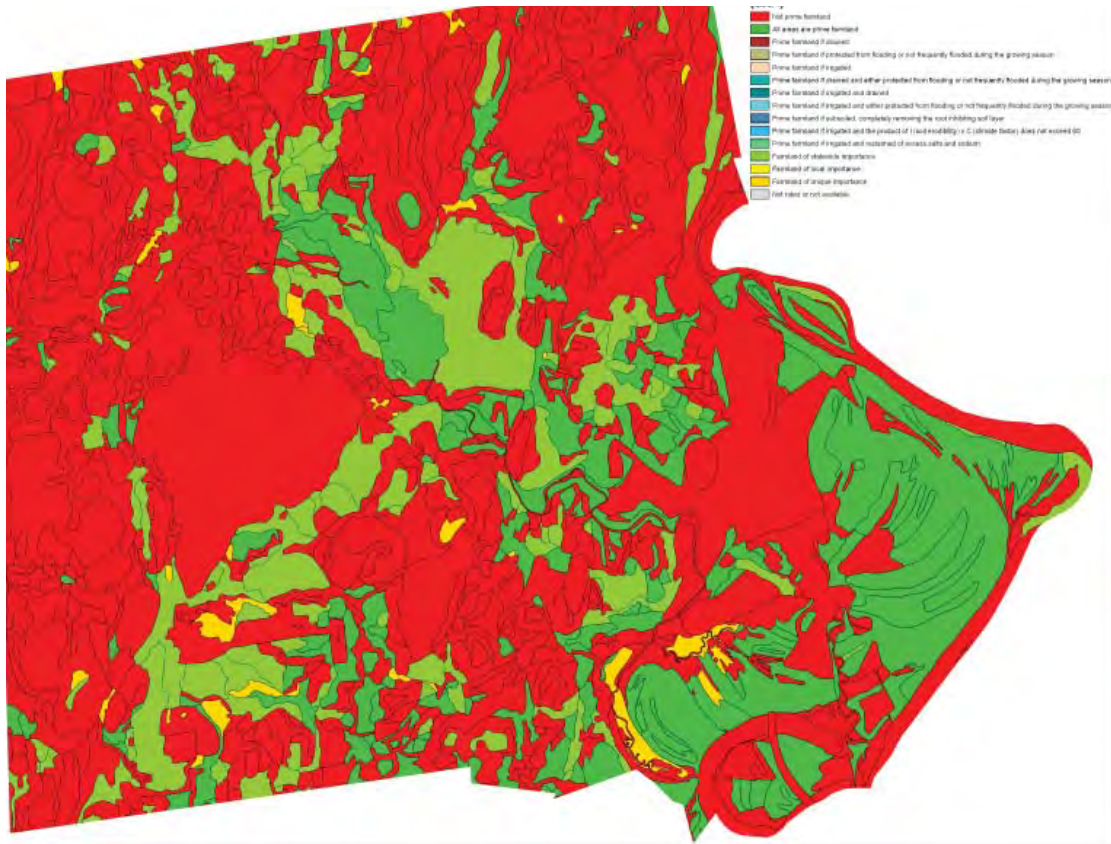 Not prime farmland
All areas are prime farmland
Prime farmland if drained
Prime farmland if protected from flooding or not frequently flooded during the growing season
Prime farmland if irrigated
Prime farmland if drained and either protected from flooding or not frequently flooded during the growing season
Prime farmland if irrigated and drained
Prime farmland if irrigated and either protected from flooding or not frequently flooded during the growing season
Prime farmland if subsoiled, completely removing the root inhibiting soil layer
Prime farmland if irrigated and the product of I (soil erodibility) x C (climate factor) does not exceed 60
Prime farmland if irrigated and reclaimed of excess salts and sodium
Farmland of statewide importance
Farmland of local importance
Farmland of unique importance
Not rated or not available